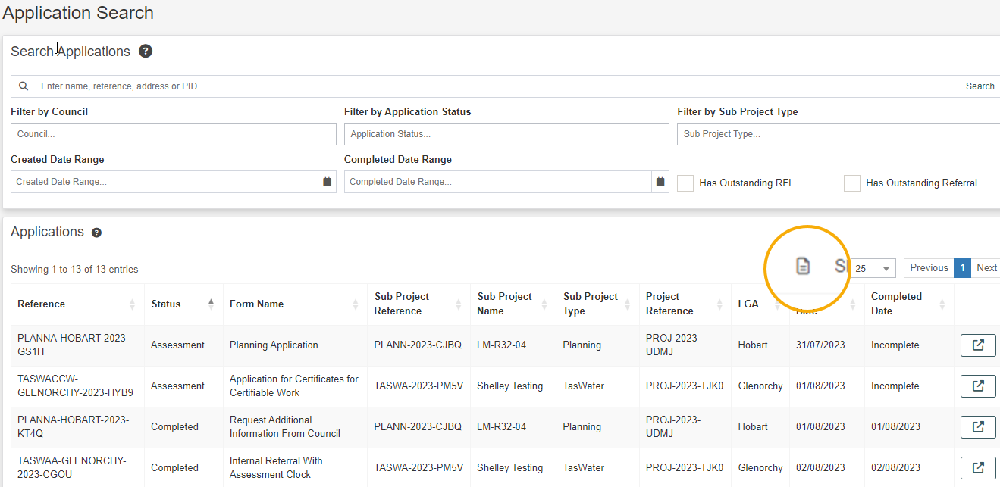 Application Search
Search Applications ?
Enter name, reference, address or PID
Search
Filter by Council
Filter by Application Status
Filter by Sub Project Type
Council...
Application Status...
Sub Project Type...
Created Date Range
Completed Date Range
Created Date Range...
Completed Date Range...
Has Outstanding RFI
Has Outstanding Referral
Applications ?
Showing 1 to 13 of 13 entries
25
Previous
1
Next
Reference
Status
Form Name
Sub Project
Reference
Sub Project
Name
Sub Project
Type
Project
Reference
LGA
Date
Completed
Date
PLANNA-HOBART-2023-
GS1H
Assessment
Planning Application
PLANN-2023-CJBQ
LM-R32-04
Planning
PROJ-2023-
UDMJ
Hobart
31/07/2023
Incomplete
TASWACCW-
GLENORCHY-2023-HYB9
Assessment
Application for Certificates for
Certifiable Work
TASWA-2023-PM5V
Shelley Testing
TasWater
PROJ-2023-TJK0
Glenorchy
01/08/2023
Incomplete
PLANNA-HOBART-2023-
KT4Q
Completed
Request Additional
Information From Council
PLANN-2023-CJBQ
LM-R32-04
Planning
PROJ-2023-
UDMJ
Hobart
01/08/2023
01/08/2023
TASWAA-GLENORCHY-
2023-CGOU
Completed
Internal Referral With
Assessment Clock
TASWA-2023-PM5V
Shelley Testing
TasWater
PROJ-2023-TJK0
Glenorchy
02/08/2023
02/08/2023